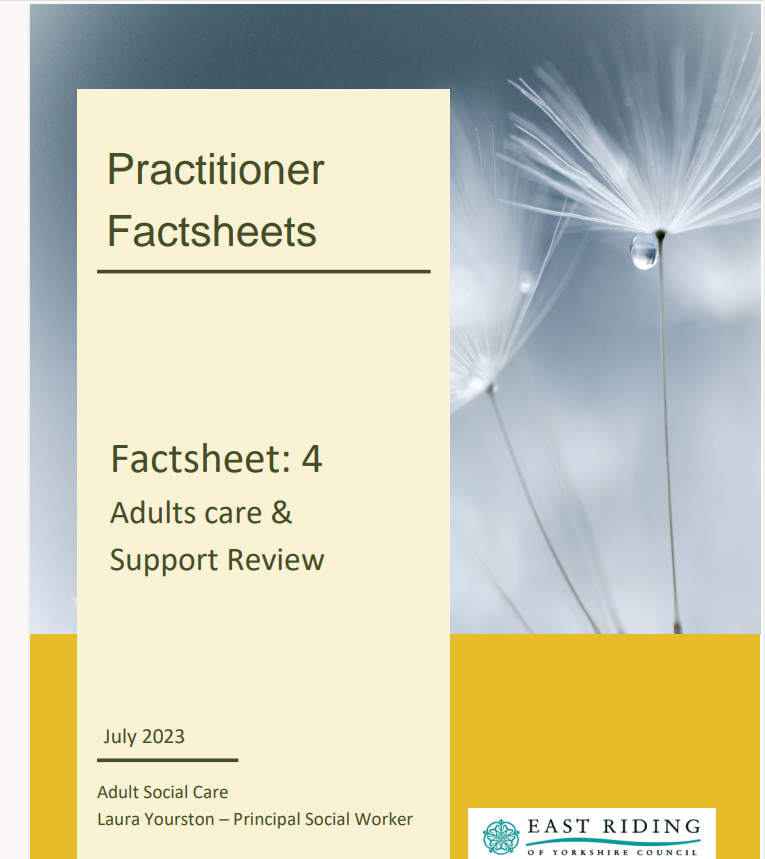 Practitioner
Factsheets
Factsheet: 4
Adults care &
Support Review
July 2023
Adult Social Care
Laura Yourston – Principal Social Worker
EAST RIDING
OF YORKSHIRE COUNCIL